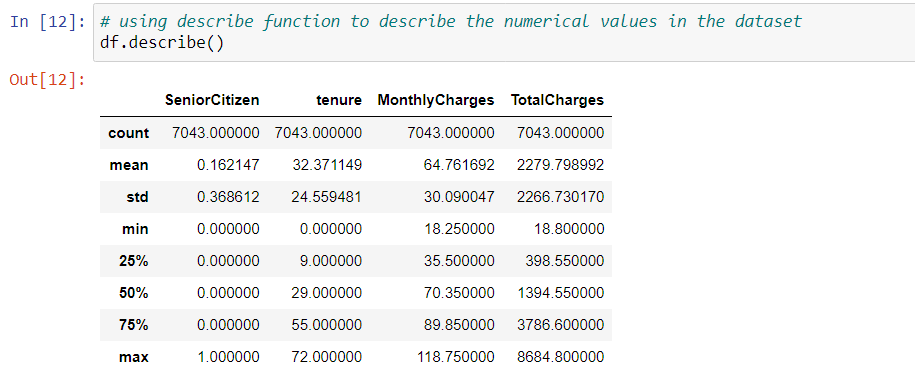 In [12]: # using describe function to describe the numerical values in the dataset
df.describe()
Out[12]:
SeniorCitizen tenure MonthlyCharges TotalCharges
count 7043.000000 7043.000000 7043.000000 7043.000000
mean 0.162147 32.371149 64.761692 2279.798992
std 0.368612 24.559481 30.090047 2266.730170
min 0.000000 0.000000 18.250000 18.800000
25% 0.000000 9.000000 35.500000 398.550000
50% 0.000000 29.000000 70.350000 1394.550000
75% 0.000000 55.000000 89.850000 3786.600000
max 1.000000 72.000000 118.750000 8684.800000